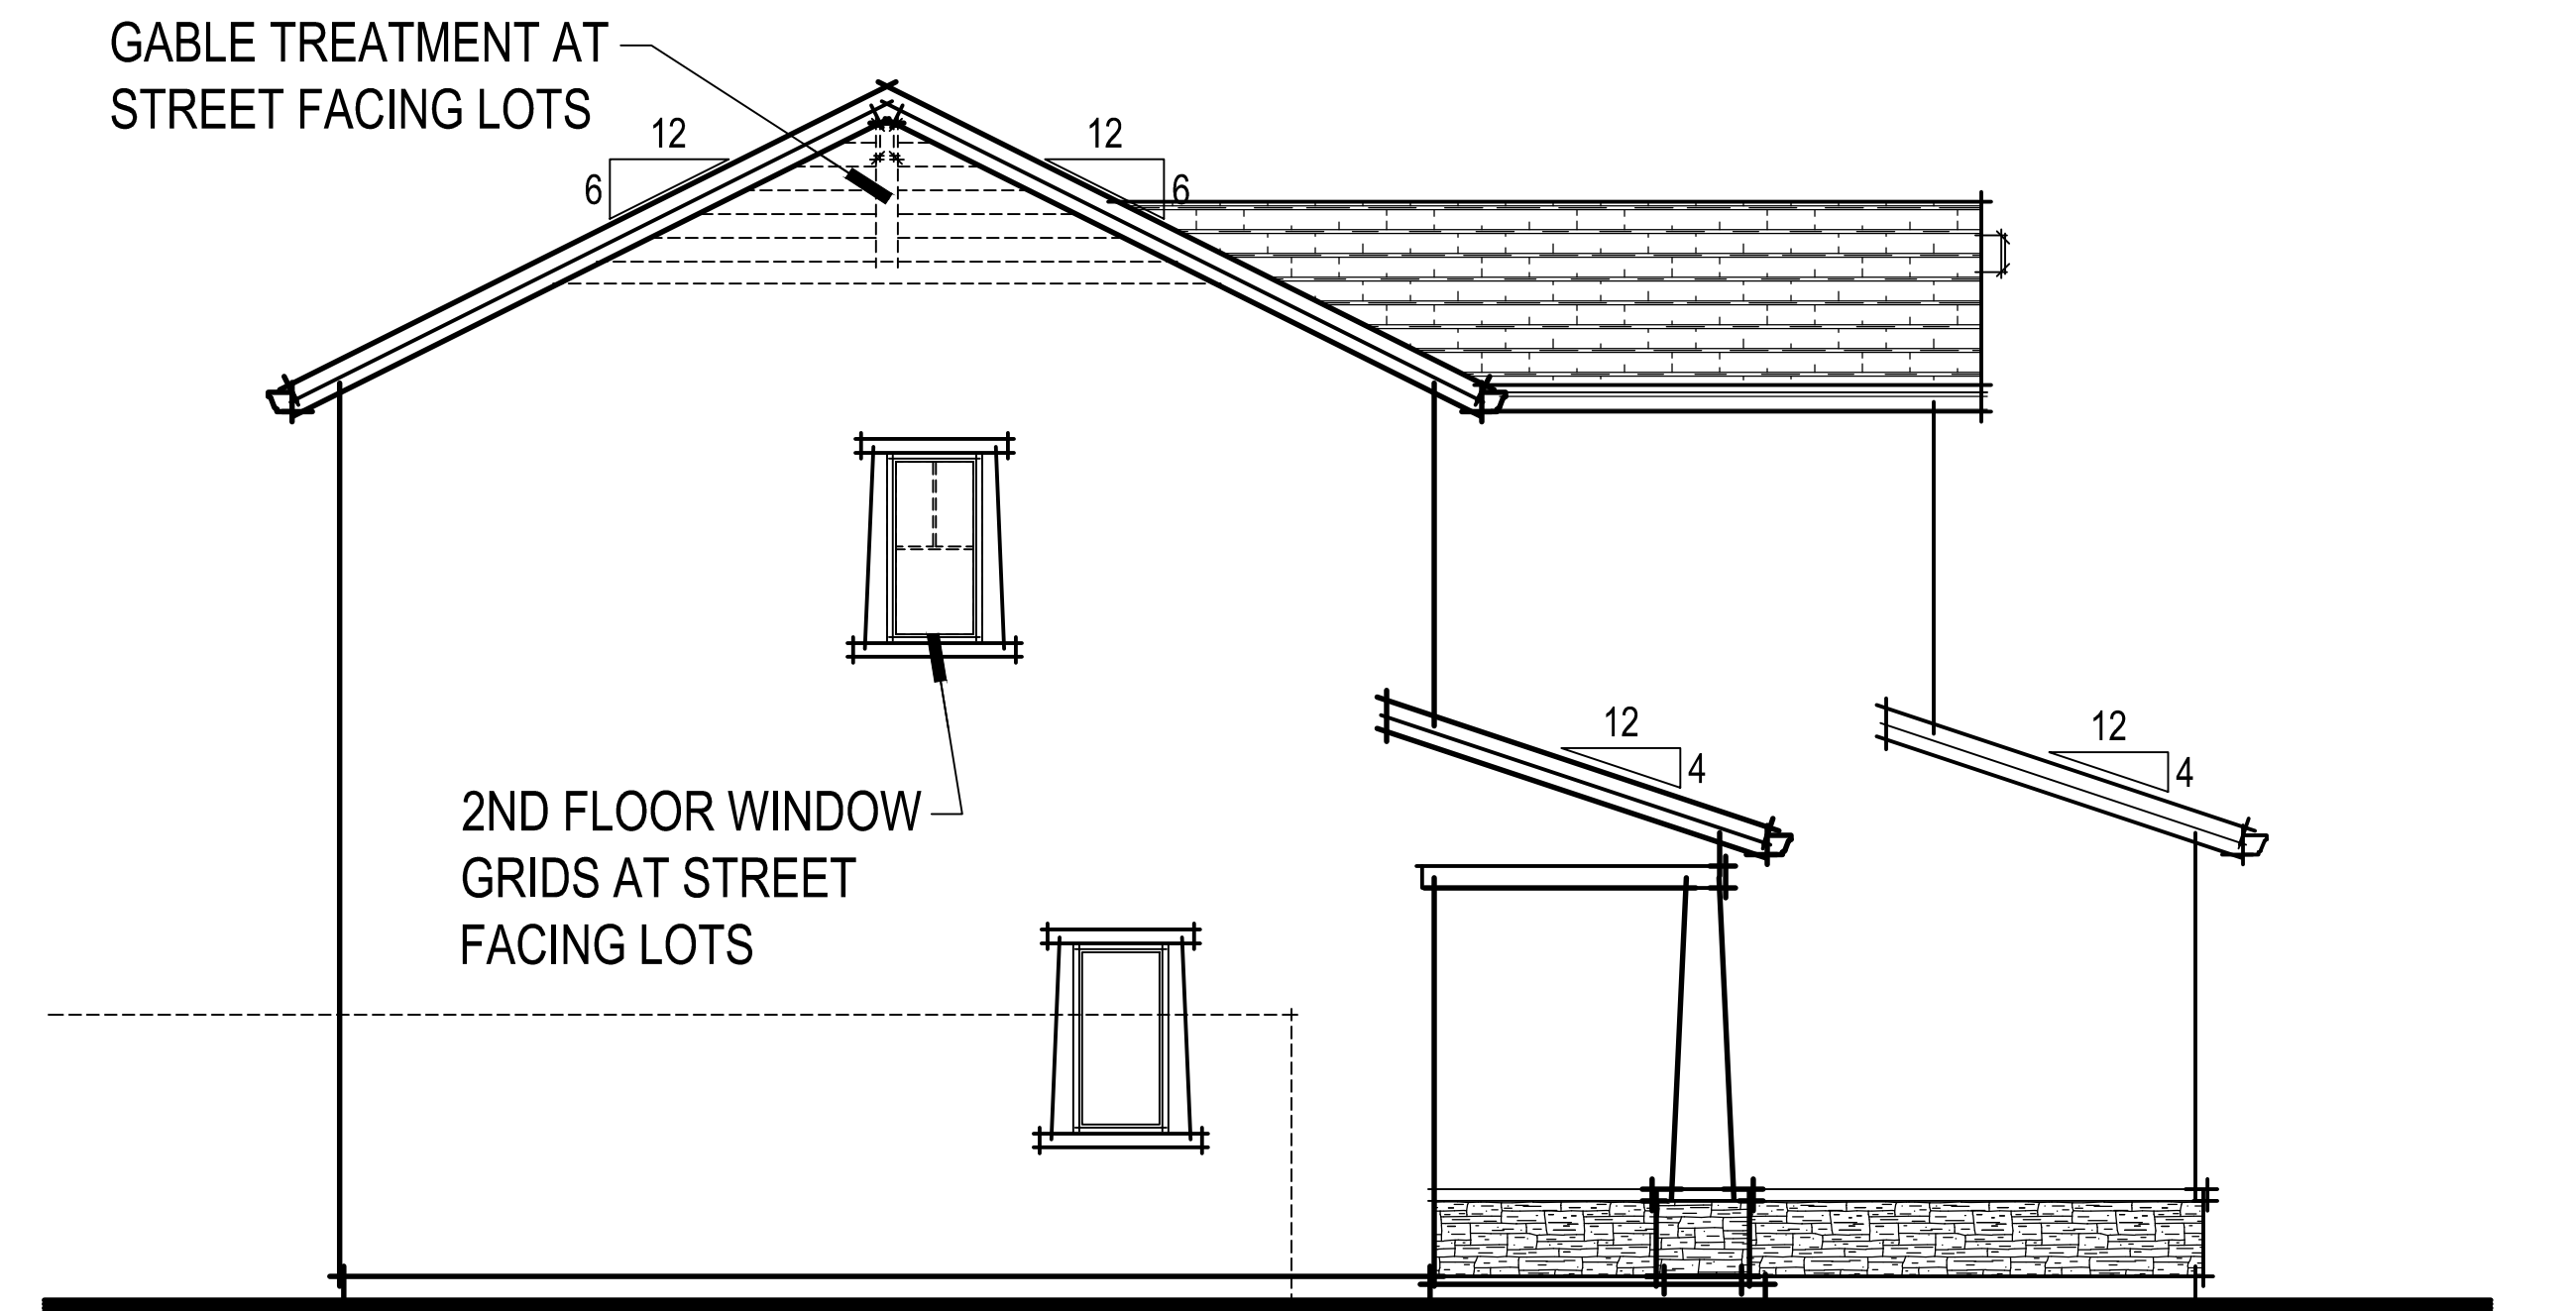 GABLE TREATMENT AT
STREET FACING LOTS
12
6
12
6
2ND FLOOR WINDOW
GRIDS AT STREET
FACING LOTS
12
4
12
4